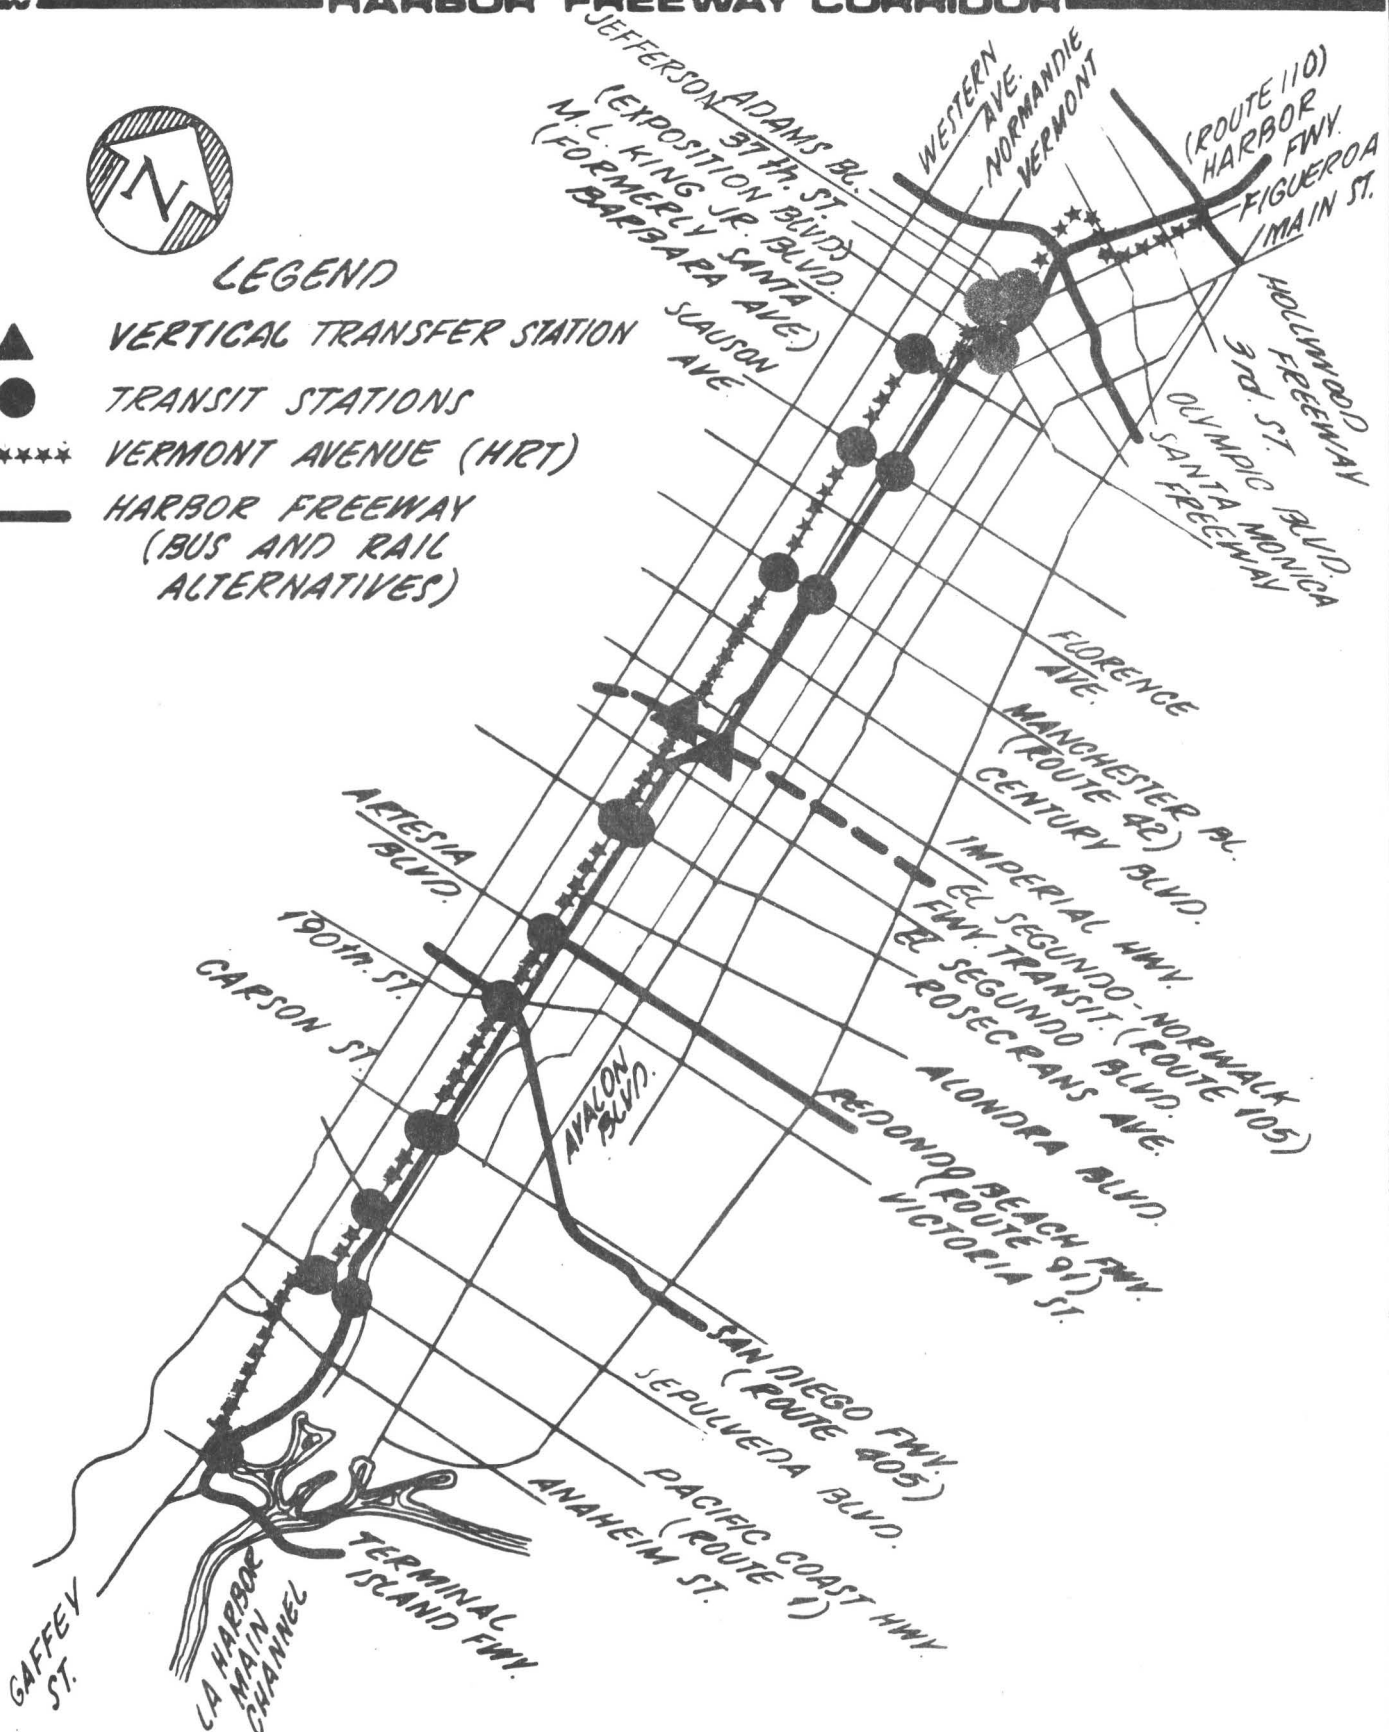 HARBOR FREEWAY CORRIDOR
JEFFERSON
ADAMS BL.
37th. ST.
(EXPOSITION BLVD)
M.L. KING JR. BLVD.
(FORMERLY SANTA
BARBARA AVE.)
SLAUSON
AVE
WESTERN
AVE.
NORMANDIE
VERMONT
(ROUTE 110)
HARBOR
FWY.
FIGUEROA
MAIN ST.
N
LEGEND
VERTICAL TRANSFER STATION
TRANSIT STATIONS
VERMONT AVENUE (HRT)
HARBOR FREEWAY
(BUS AND RAIL
ALTERNATIVES)
HOLLYWOOD
FREEWAY
3rd. ST.
OLYMPIC BLVD.
SANTA MONICA
FREEWAY
FLORENCE
AVE.
MANCHESTER BL.
(ROUTE 42)
CENTURY BLVD.
IMPERIAL HWY.
EL SEGUNDO-NORWALK
FWY. TRANSIT. (ROUTE 105)
EL SEGUNDO BLVD.
ROSECRANS AVE.
ALONDRA BLVD.
REDONDO BEACH FWY.
(ROUTE 91)
VICTORIA ST.
ARTESIA
BLVD.
190th. ST.
CARSON ST.
AVALON
BLVD.
SAN DIEGO FWY.
(ROUTE 405)
SEPULVEDA BLVD.
PACIFIC COAST HWY
(ROUTE 1)
ANAHEIM ST.
TERMINAL
ISLAND FWY.
LA HARBOR
MAIN
CHANNEL
GAFFEY
ST.